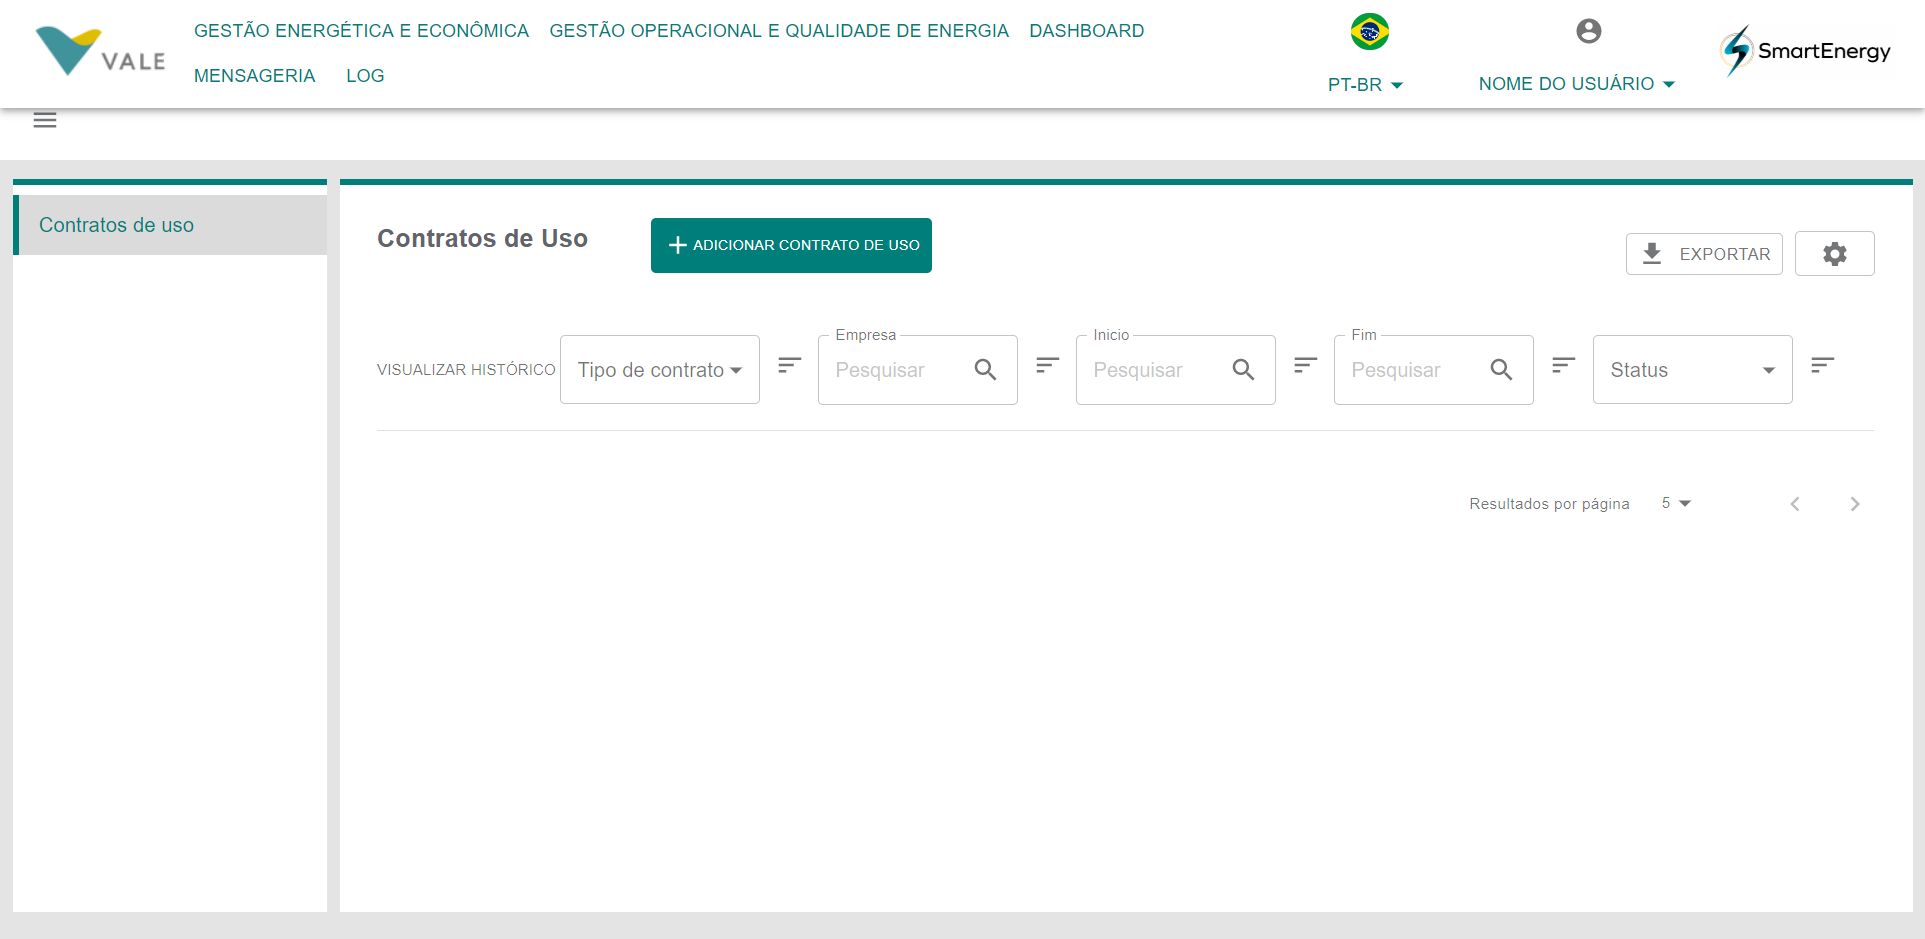 VALE
GESTÃO ENERGÉTICA E ECONÔMICA GESTÃO OPERACIONAL E QUALIDADE DE ENERGIA DASHBOARD
MENSAGERIA LOG
PT-BR
NOME DO USUÁRIO
SmartEnergy
Contratos de uso
Contratos de Uso
ADICIONAR CONTRATO DE USO
EXPORTAR
VISUALIZAR HISTÓRICO
Tipo de contrato
Empresa
Pesquisar
Inicio
Pesquisar
Fim
Pesquisar
Status
Resultados por página 5